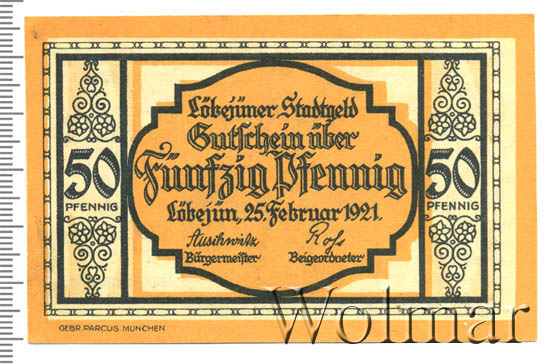 Löbejüner Stadtgeld
Gutschein über
Fünfzig Pfennig
Löbejün, 25. Februar 1921.
Bürgermeister
Beigeordneter
50
PFENNIG
50
PFENNIG
GEBR. PARCUS MÜNCHEN
Wolmar